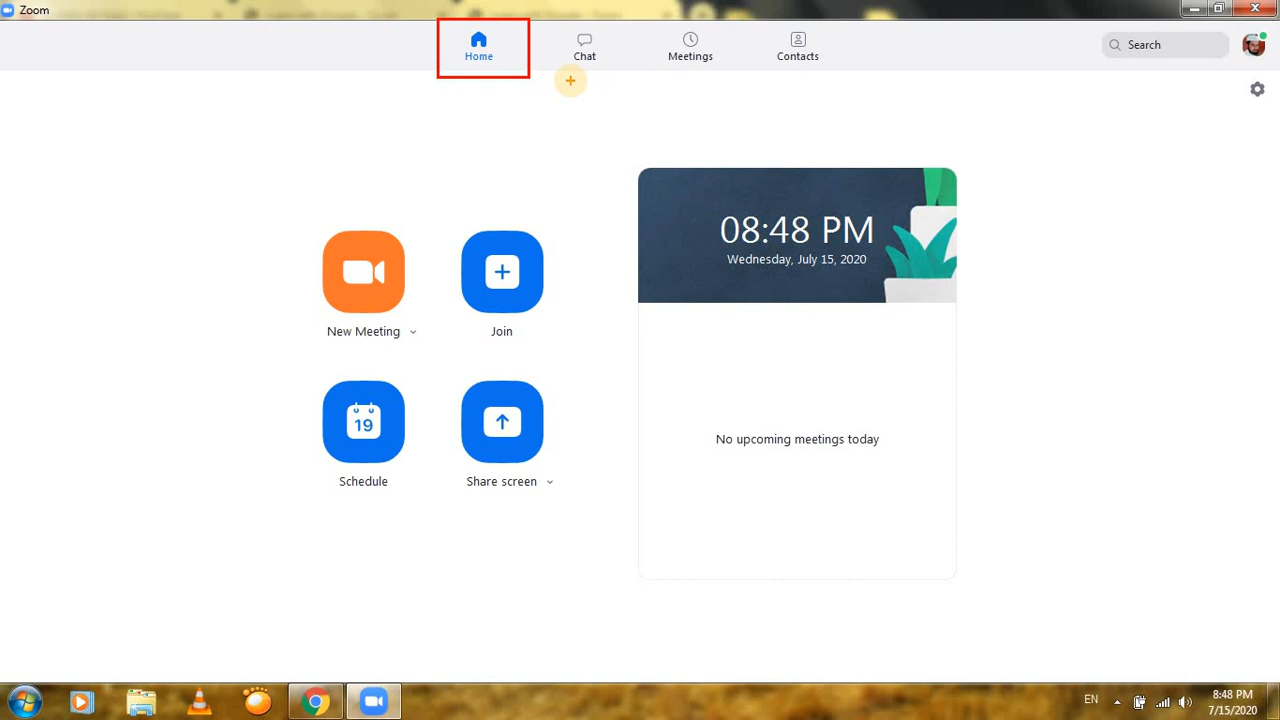 Zoom
Home
Chat
Meetings
Contacts
Search
08:48 PM
Wednesday, July 15, 2020
New Meeting
Join
19
Schedule
Share screen
No upcoming meetings today
EN
8:48 PM
7/15/2020